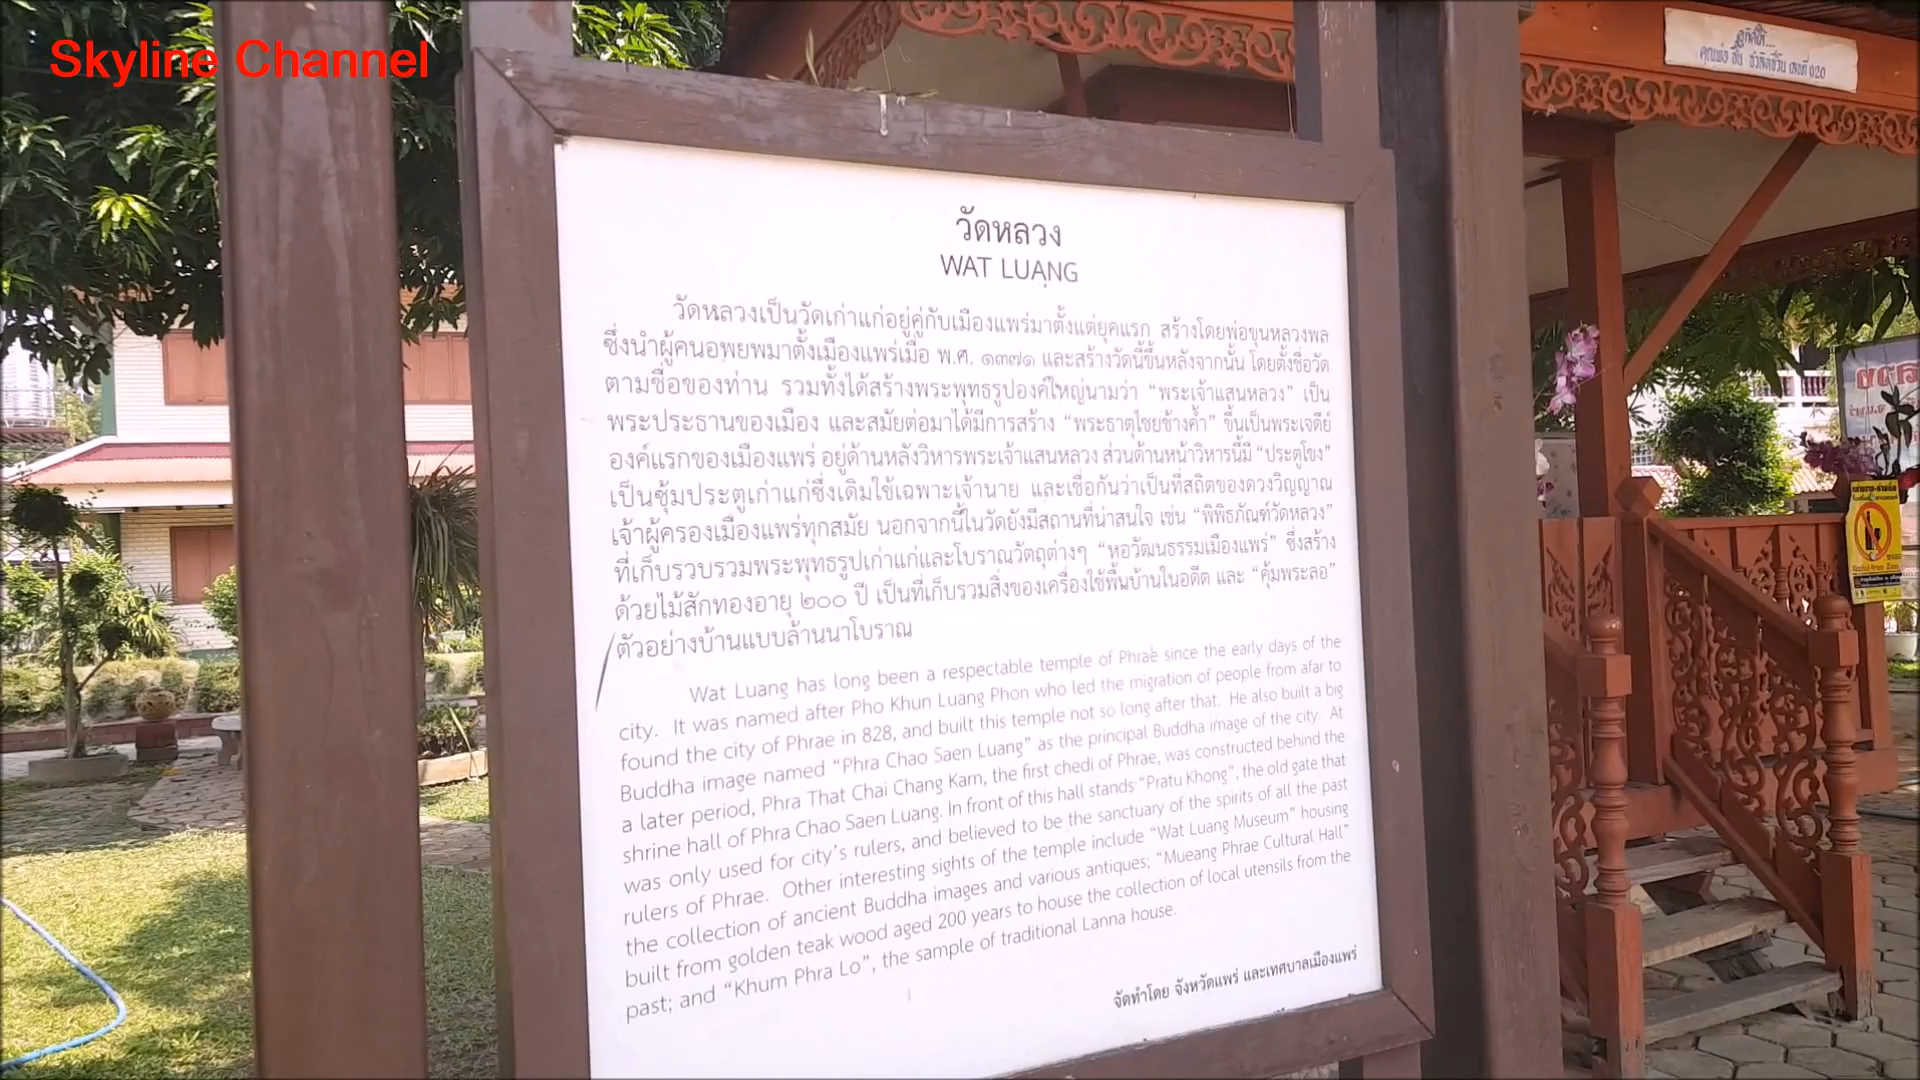 Skyline Channel
อุทิศให้...
วัดหลวง
WAT LUANG
วัดหลวงเป็นวัดเก่าแก่อยู่คู่กับเมืองแพร่มาตั้งแต่ยุคแรก สร้างโดยพ่อขุนหลวงพล
ซึ่งนำผู้คนอพยพมาตั้งเมืองแพร่เมื่อ พ.ศ. ๑๓๗๑ และสร้างวัดนี้ขึ้นหลังจากนั้น โดยตั้งชื่อวัด
ตามชื่อของท่าน รวมทั้งได้สร้างพระพุทธรูปองค์ใหญ่นามว่า “พระเจ้าแสนหลวง” เป็น
พระประธานของเมือง และสมัยต่อมาได้มีการสร้าง “พระธาตุไชยช้างค้ำ” ขึ้นเป็นพระเจดีย์
องค์แรกของเมืองแพร่ อยู่ด้านหลังวิหารพระเจ้าแสนหลวง ส่วนด้านหน้าวิหารนี้มี “ประตูโขง”
เป็นซุ้มประตูเก่าแก่ซึ่งเดิมใช้เฉพาะเจ้านาย และเชื่อกันว่าเป็นที่สถิตของดวงวิญญาณ
เจ้าผู้ครองเมืองแพร่ทุกสมัย นอกจากนี้ในวัดยังมีสถานที่น่าสนใจ เช่น “พิพิธภัณฑ์วัดหลวง”
ที่เก็บรวบรวมพระพุทธรูปเก่าแก่และโบราณวัตถุต่างๆ “หอวัฒนธรรมเมืองแพร่” ซึ่งสร้าง
ด้วยไม้สักทองอายุ ๒๐๐ ปี เป็นที่เก็บรวมสิ่งของเครื่องใช้พื้นบ้านในอดีต และ “คุ้มพระลอ”
ตัวอย่างบ้านแบบล้านนาโบราณ
Wat Luang has long been a respectable temple of Phrae since the early days of the
city. It was named after Pho Khun Luang Phon who led the migration of people from afar to
found the city of Phrae in 828, and built this temple not so long after that. He also built a big
Buddha image named “Phra Chao Saen Luang” as the principal Buddha image of the city. At
a later period, Phra That Chai Chang Kam, the first chedi of Phrae, was constructed behind the
shrine hall of Phra Chao Saen Luang. In front of this hall stands “Pratu Khong”, the old gate that
was only used for city’s rulers, and believed to be the sanctuary of the spirits of all the past
rulers of Phrae. Other interesting sights of the temple include “Wat Luang Museum” housing
the collection of ancient Buddha images and various antiques; “Mueang Phrae Cultural Hall”
built from golden teak wood aged 200 years to house the collection of local utensils from the
past; and “Khum Phra Lo”, the sample of traditional Lanna house.
จัดทำโดย จังหวัดแพร่ และเทศบาลเมืองแพร่